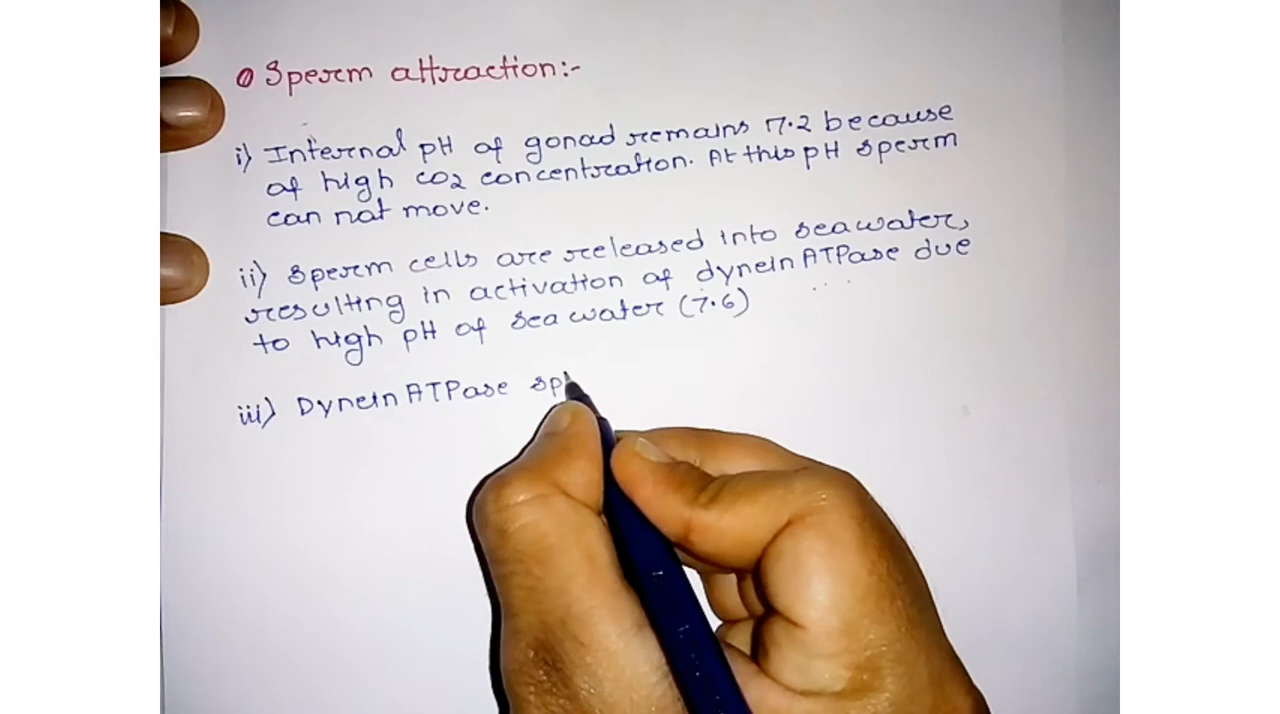 Sperm attraction:-
i) Internal pH of gonad remains 7.2 because
of high CO2 concentration. At this pH sperm
can not move.
ii) Sperm cells are released into seawater,
resulting in activation of dynein ATPase due
to high pH of sea water (7.6)
iii) Dynein ATPase sp